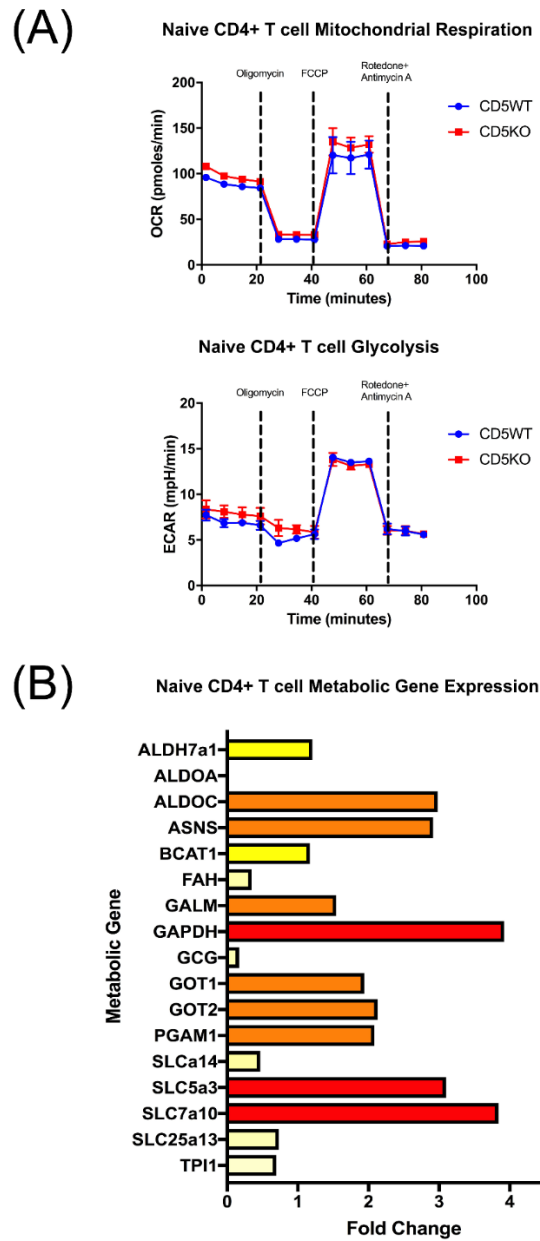 (A)
Naive CD4+ T cell Mitochondrial Respiration
Oligomycin
FCCP
Rotedone+
Antimycin A
CD5WT
CD5KO
200
150
100
50
0
OCR (pmoles/min)
0 20 40 60 80 100
Time (minutes)
Naive CD4+ T cell Glycolysis
Oligomycin
FCCP
Rotedone+
Antimycin A
CD5WT
CD5KO
20
15
10
5
0
ECAR (mpH/min)
0 20 40 60 80 100
Time (minutes)
(B)
Naive CD4+ T cell Metabolic Gene Expression
Metabolic Gene
ALDH7a1
ALDOA
ALDOC
ASNS
BCAT1
FAH
GALM
GAPDH
GCG
GOT1
GOT2
PGAM1
SLCa14
SLC5a3
SLC7a10
SLC25a13
TPI1
0 1 2 3 4
Fold Change